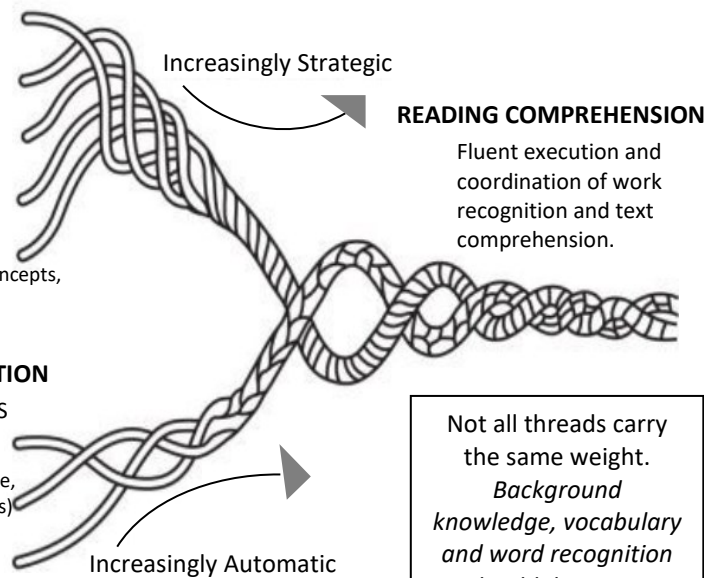 Increasingly Strategic
READING COMPREHENSION
Fluent execution and
coordination of work
recognition and text
comprehension.
Not all threads carry
the same weight.
Background
knowledge, vocabulary
and word recognition
Increasingly Automatic